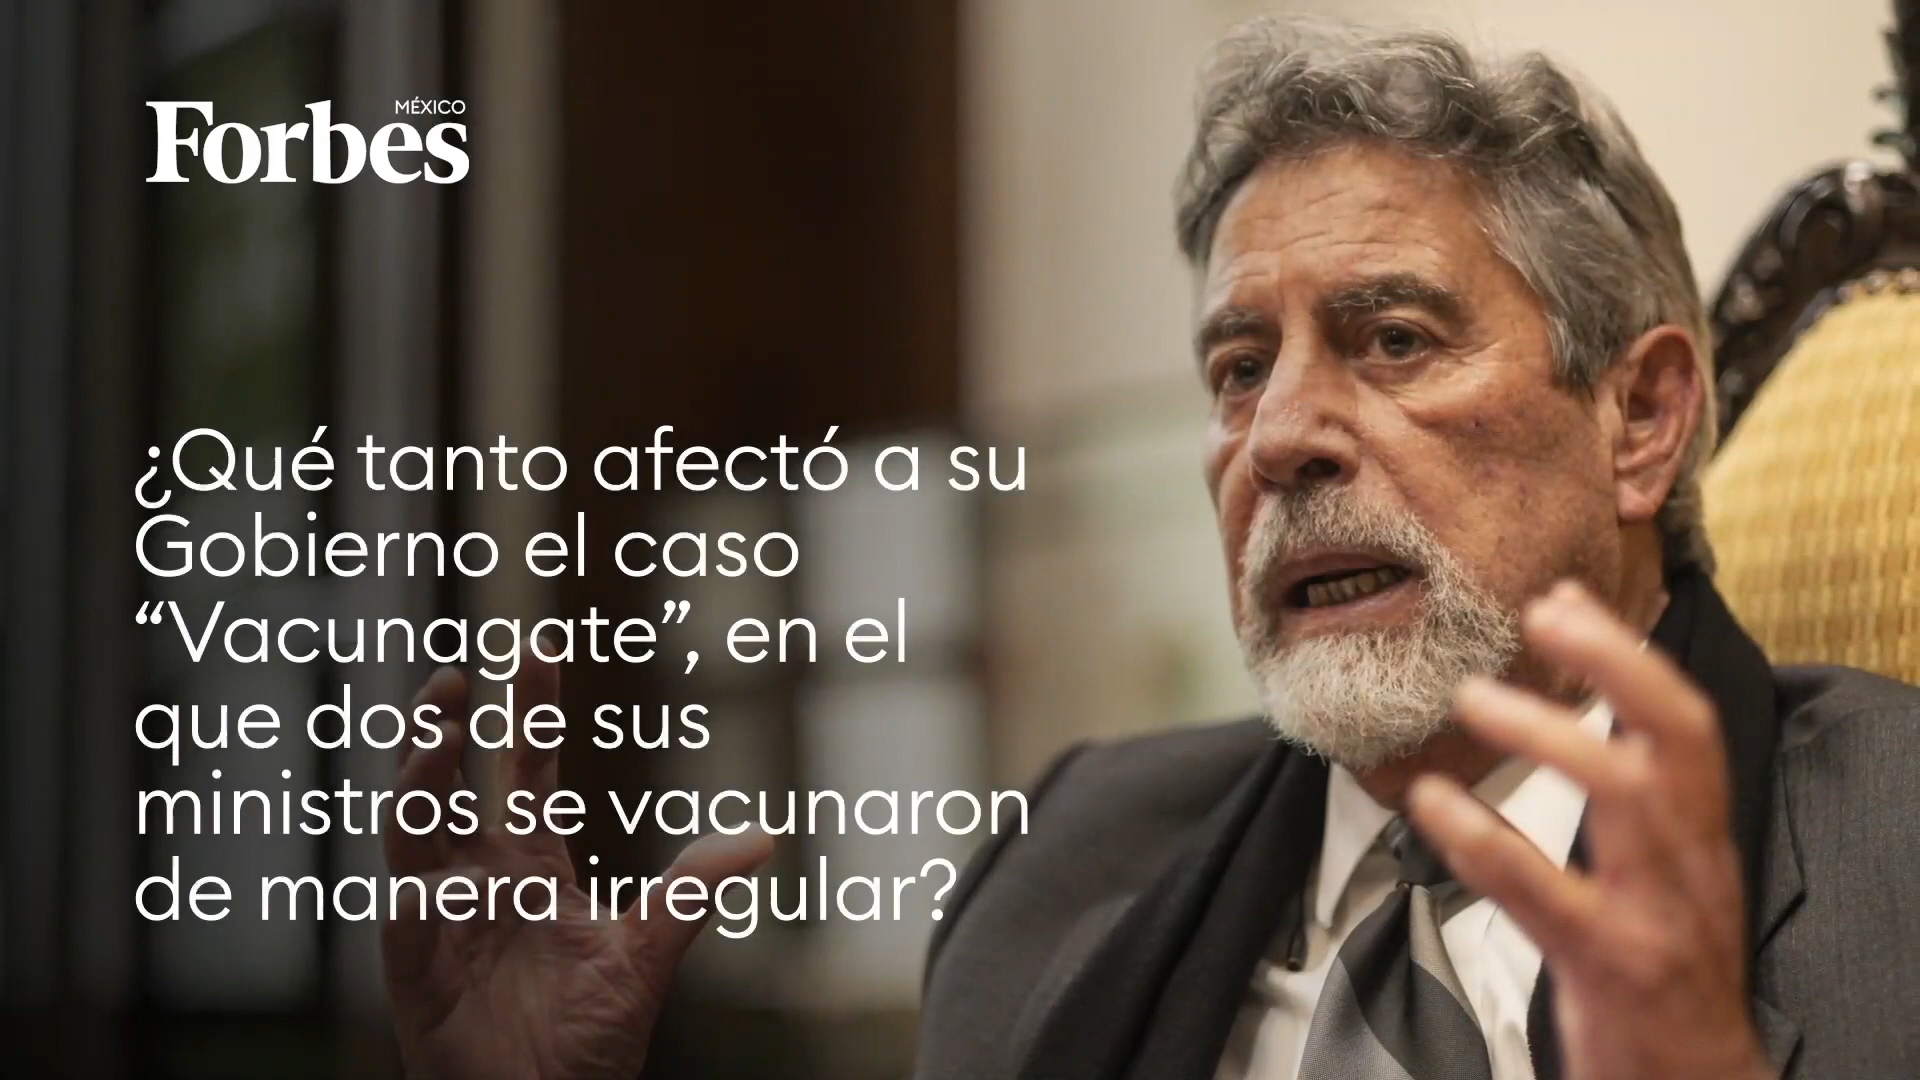 MÉXICO
Forbes
¿Qué tanto afectó a su
Gobierno el caso
“Vacunagate”, en el
que dos de sus
ministros se vacunaron
de manera irregular?